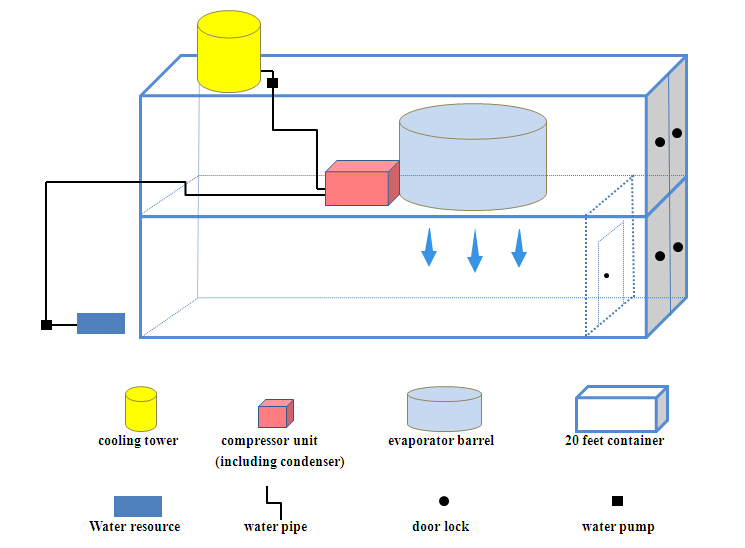 cooling tower
compressor unit
(including condenser)
evaporator barrel
20 feet container
Water resource
water pipe
door lock
water pump